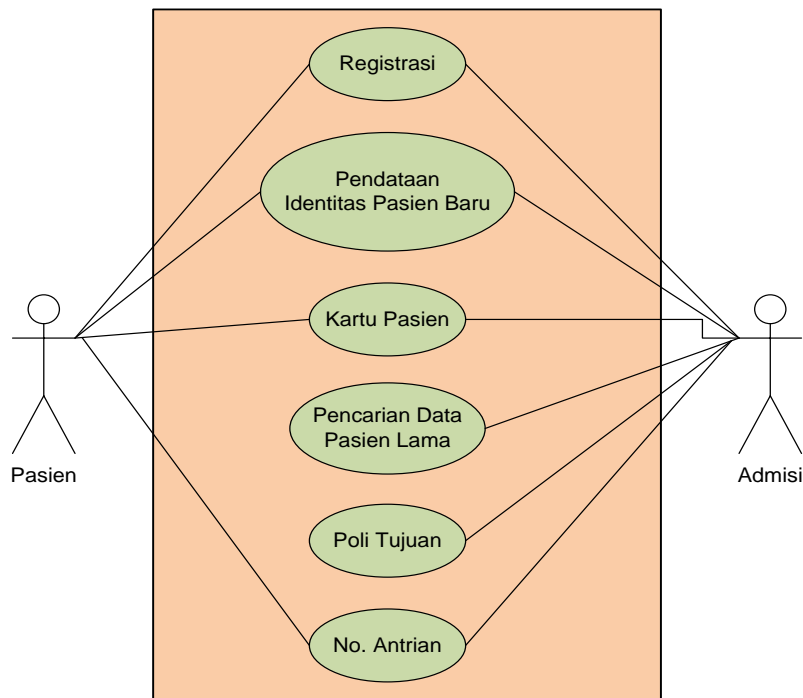 Registrasi
Pendataan
Identitas Pasien Baru
Kartu Pasien
Pencarian Data
Pasien Lama
Pasien
Admisi
Poli Tujuan
No. Antrian